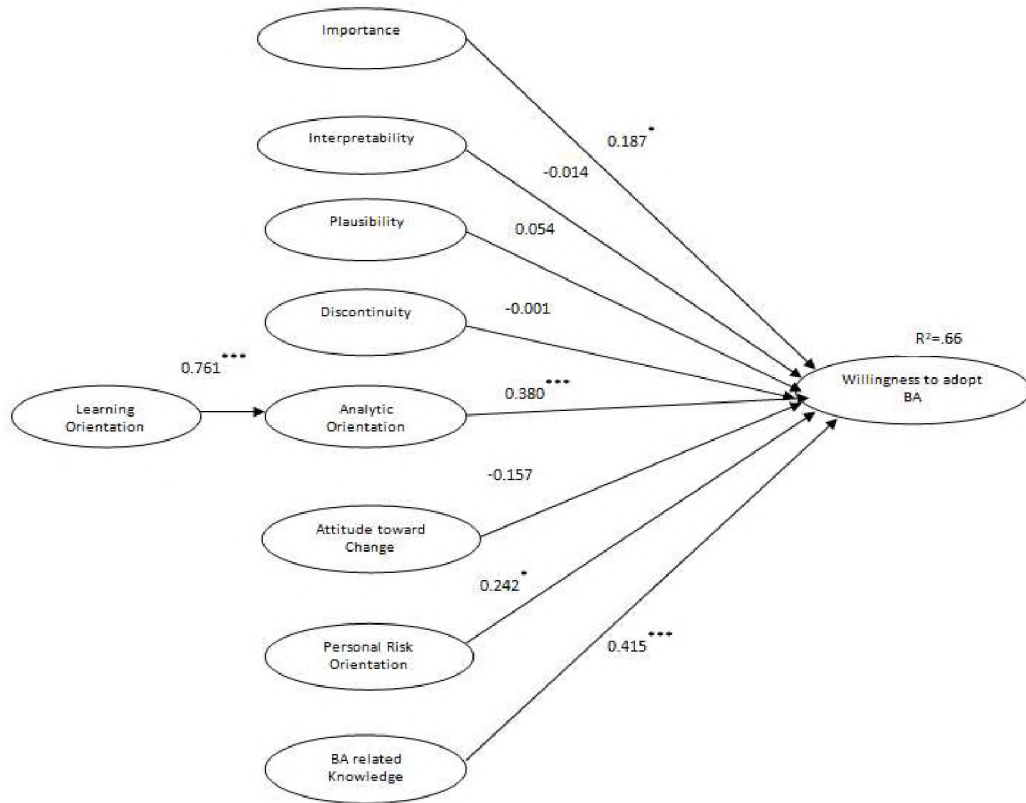 Importance
0.187*
Interpretability
-0.014
Plausibility
0.054
Discontinuity
-0.001
R²=.66
0.761***
0.380***
Willingness to adopt
BA
Learning
Orientation
Analytic
Orientation
-0.157
Attitude toward
Change
0.242*
Personal Risk
Orientation
0.415***
BA related
Knowledge